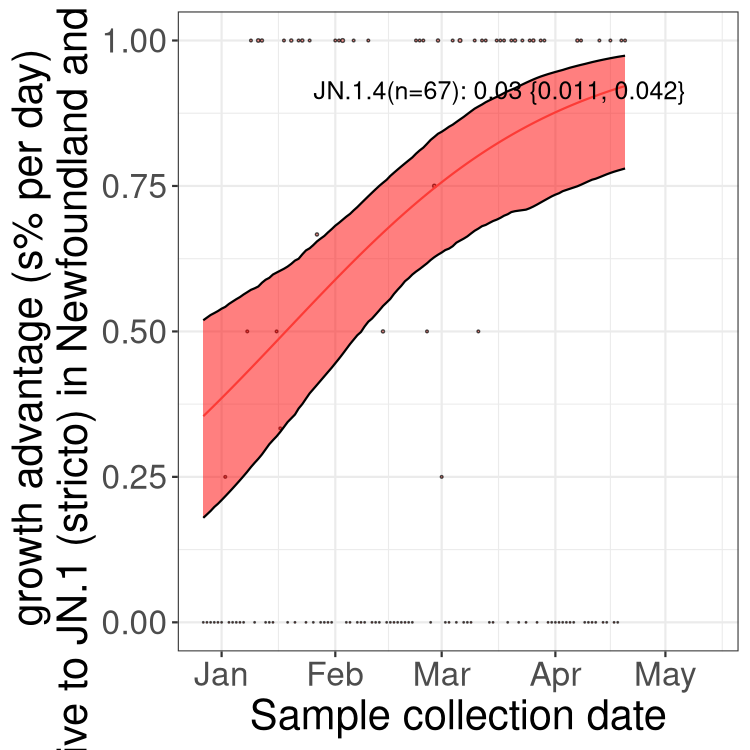 growth advantage (s% per day)
to JN.1 (stricto) in Newfoundland and
1.00
0.75
0.50
0.25
0.00
JN.1.4(n=67): 0.03 {0.011, 0.042}
Jan Feb Mar Apr May
Sample collection date